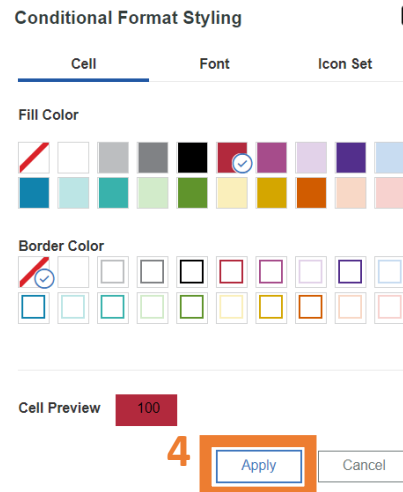 Conditional Format Styling
Cell Font Icon Set
Fill Color
Border Color
Cell Preview 100
4 Apply Cancel